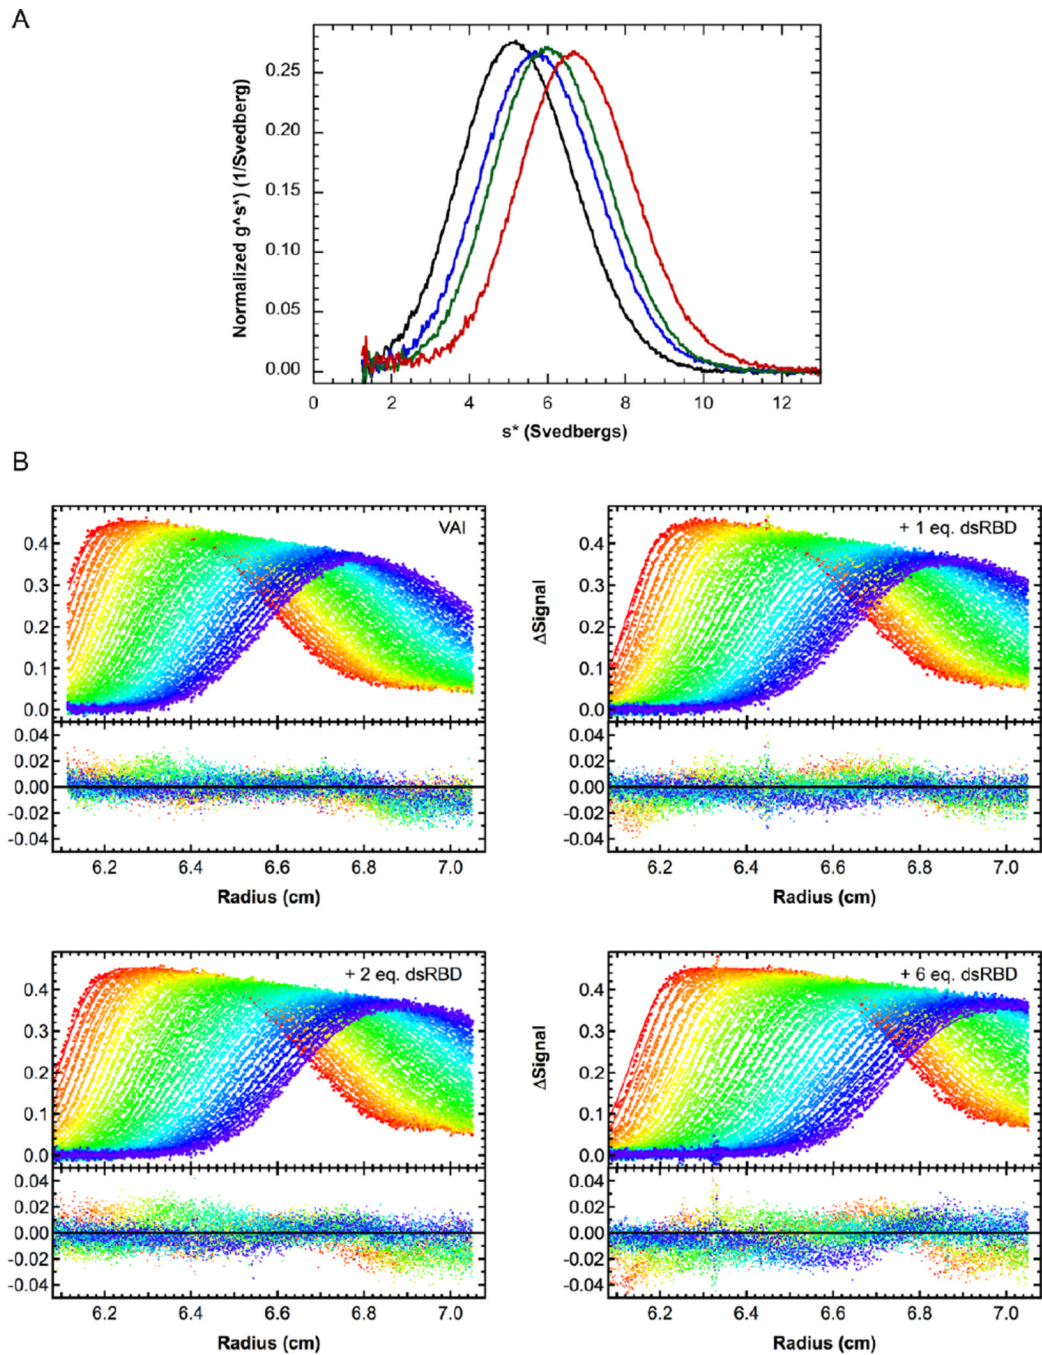 A
Normalized g^s*) (1/Svedberg)
0.25
0.20
0.15
0.10
0.05
0.00
0 2 4 6 8 10 12
s* (Svedbergs)
B
VAI
0.4
0.3
0.2
0.1
0.0
0.04
0.02
0.00
-0.02
-0.04
6.2 6.4 6.6 6.8 7.0
Radius (cm)
+ 1 eq. dsRBD
ΔSignal
0.4
0.3
0.2
0.1
0.0
0.04
0.02
0.00
-0.02
-0.04
6.2 6.4 6.6 6.8 7.0
Radius (cm)
+ 2 eq. dsRBD
0.4
0.3
0.2
0.1
0.0
0.04
0.02
0.00
-0.02
-0.04
6.2 6.4 6.6 6.8 7.0
Radius (cm)
+ 6 eq. dsRBD
ΔSignal
0.4
0.3
0.2
0.1
0.0
0.04
0.02
0.00
-0.02
-0.04
6.2 6.4 6.6 6.8 7.0
Radius (cm)